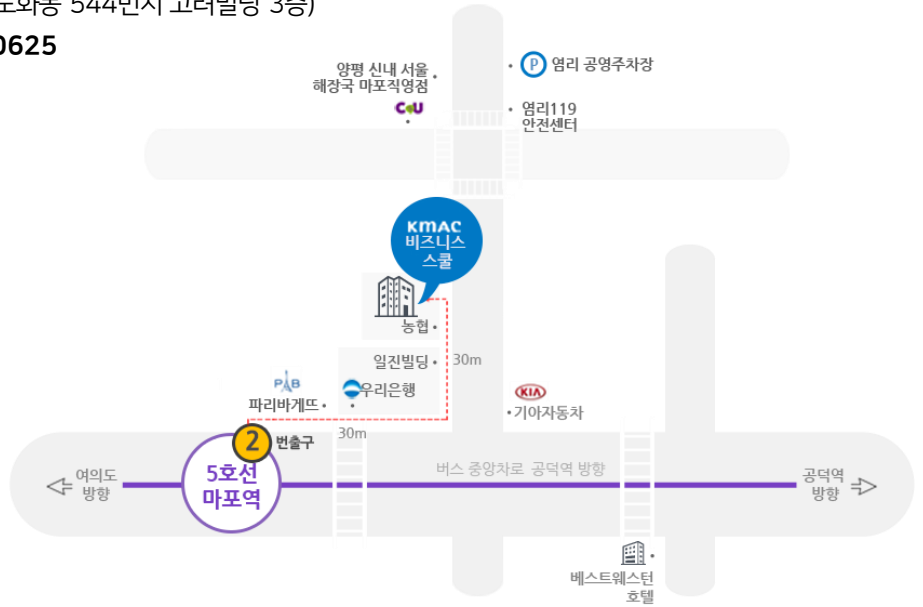 도화동 544번지 고려빌딩 3층)
0625
양평 신내 서울
해장국 마포직영점
CU
P 염리 공영주차장
염리119
안전센터
KMAC
비즈니스
스쿨
농협
일진빌딩
30m
PAB
파리바게뜨
우리은행
KIA
기아자동차
2 번출구
30m
5호선
마포역
여의도
방향
버스 중앙차로 공덕역 방향
공덕역
방향
베스트웨스턴
호텔